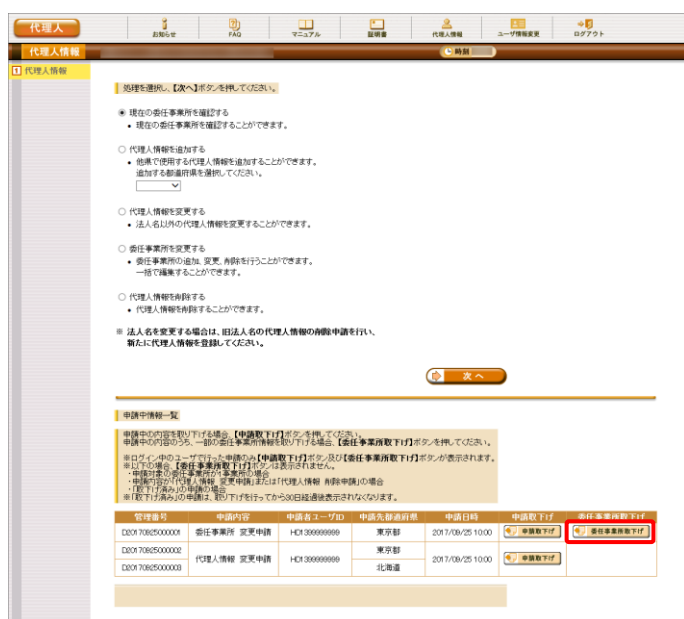 代理人
お知らせ
FAQ
マニュアル
証明書
代理人情報
ユーザ情報変更
ログアウト
代理人情報
時刻
1 代理人情報
処理を選択し、【次へ】ボタンを押してください。
現在の委任事業所を確認する
• 現在の委任事業所を確認することができます。
代理人情報を追加する
• 他県で使用する代理人情報を追加することができます。
追加する都道府県を選択してください。
代理人情報を変更する
• 法人名以外の代理人情報を変更することができます。
委任事業所を変更する
• 委任事業所の追加、変更、削除を行うことができます。
一括で編集することができます。
代理人情報を削除する
• 代理人情報を削除することができます。
※ 法人名を変更する場合は、旧法人名の代理人情報の削除申請を行い、
新たに代理人情報を登録してください。
次へ
申請中情報一覧
申請中の内容を取り下げる場合、【申請取下げ】ボタンを押してください。
申請中の内容のうち、一部の委任事業所情報を取り下げる場合、【委任事業所取下げ】ボタンを押してください。
※ログイン中のユーザで行った申請のみ【申請取下げ】ボタン及び【委任事業所取下げ】ボタンが表示されます。
※以下の場合、【委任事業所取下げ】ボタンは表示されません。
・申請対象の委任事業所が1事業所の場合
・申請内容が「代理人情報 変更申請」または「代理人情報 削除申請」の場合
・「取下げ済み」の申請の場合
※「取下げ済み」の申請は、取り下げを行ってから30日経過後表示されなくなります。
管理番号 申請内容 申請者ユーザID 申請先都道府県 申請日時 申請取下げ 委任事業所取下げ
D20170925000001 委任事業所 変更申請 HD1399999999 東京都 2017/09/25 10:00 申請取下げ 委任事業所取下げ
D20170925000002 代理人情報 変更申請 HD1399999999 東京都 2017/09/25 10:00 申請取下げ
D20170925000003 北海道